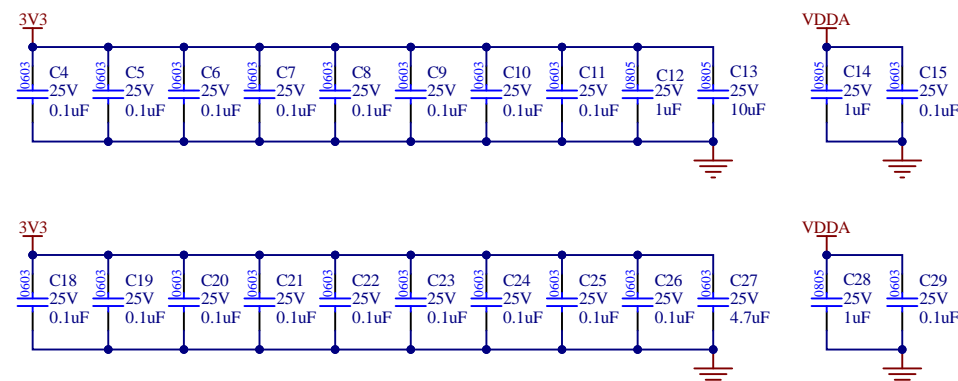 3V3
VDDA
0603 C4 25V 0.1uF
0603 C5 25V 0.1uF
0603 C6 25V 0.1uF
0603 C7 25V 0.1uF
0603 C8 25V 0.1uF
0603 C9 25V 0.1uF
0603 C10 25V 0.1uF
0603 C11 25V 0.1uF
0805 C12 25V 1uF
0805 C13 25V 10uF
0805 C14 25V 1uF
0603 C15 25V 0.1uF
3V3
VDDA
0603 C18 25V 0.1uF
0603 C19 25V 0.1uF
0603 C20 25V 0.1uF
0603 C21 25V 0.1uF
0603 C22 25V 0.1uF
0603 C23 25V 0.1uF
0603 C24 25V 0.1uF
0603 C25 25V 0.1uF
0603 C26 25V 0.1uF
0603 C27 25V 4.7uF
0805 C28 25V 1uF
0603 C29 25V 0.1uF